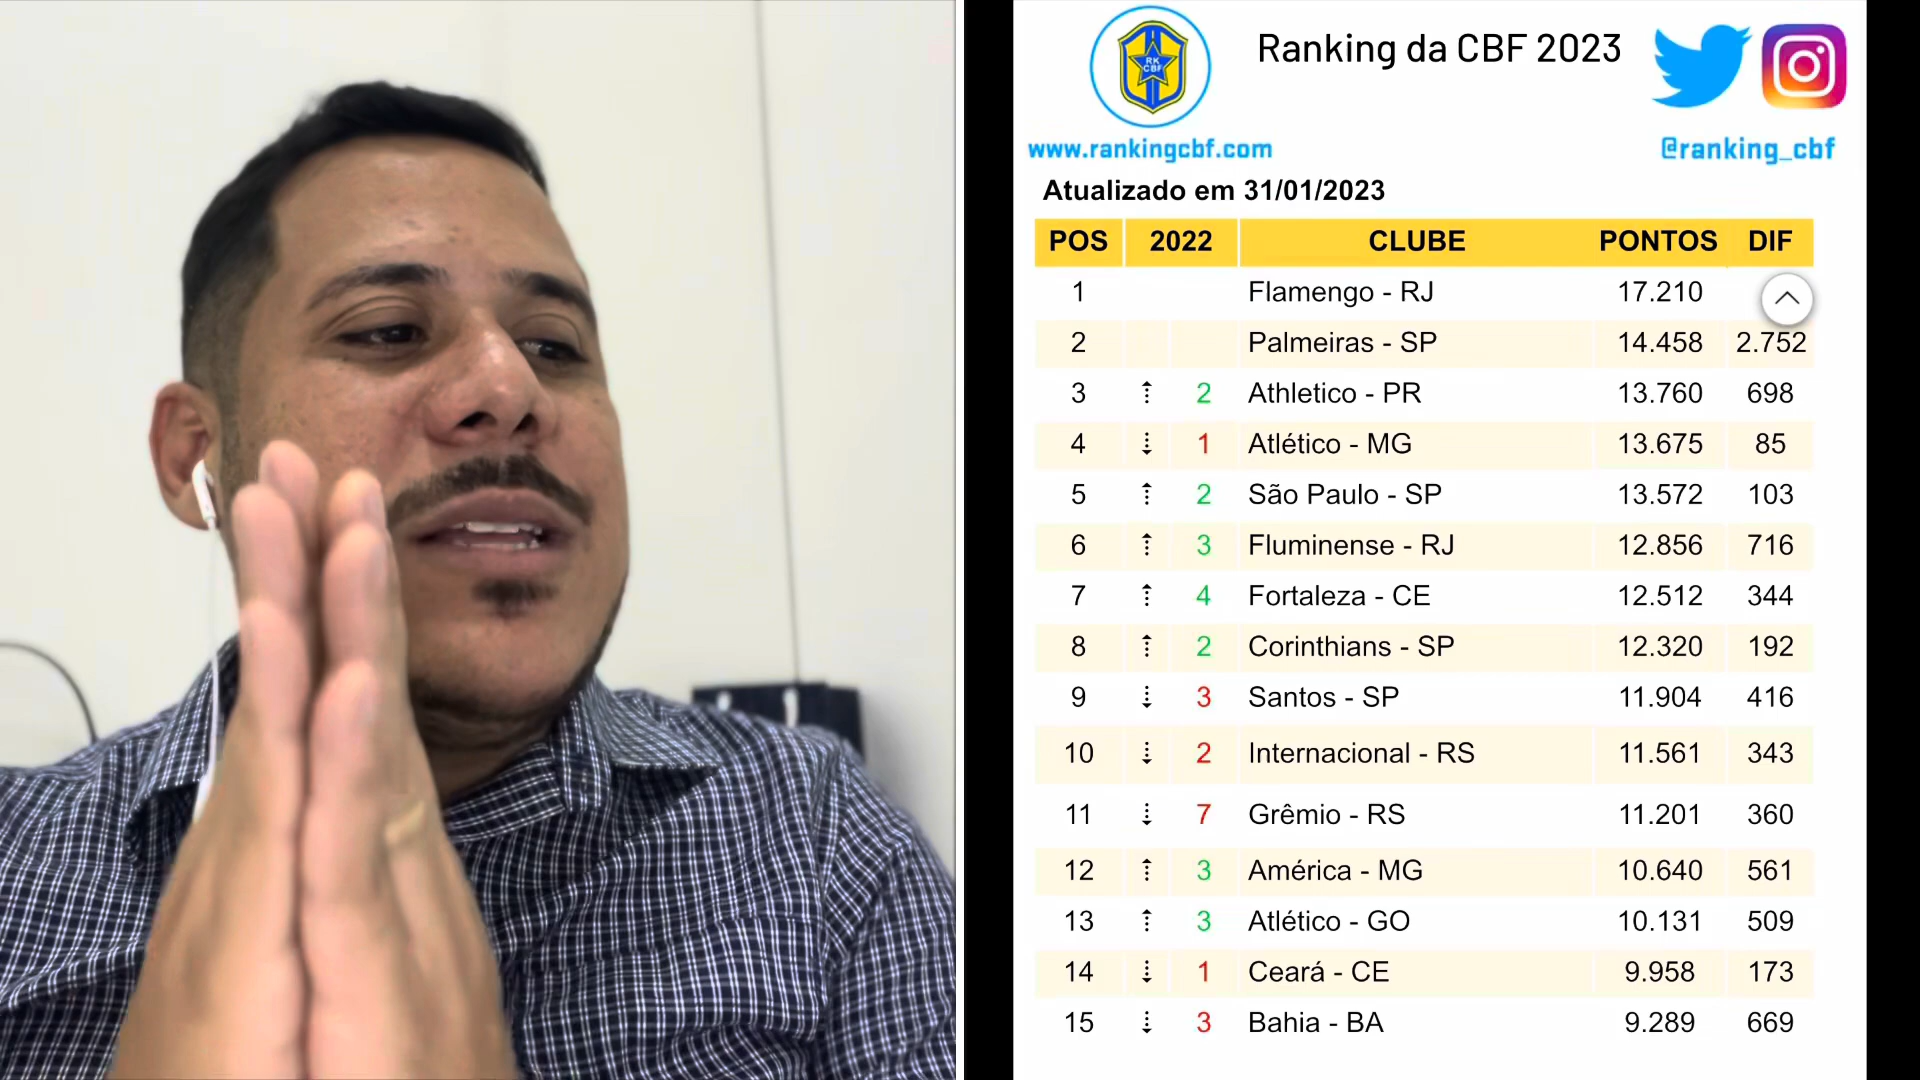 RK
CBF
Ranking da CBF 2023
www.rankingcbf.com
@ranking_cbf
Atualizado em 31/01/2023
POS 2022 CLUBE PONTOS DIF
1 Flamengo - RJ 17.210
2 Palmeiras - SP 14.458 2.752
3 2 Athletico - PR 13.760 698
4 1 Atlético - MG 13.675 85
5 2 São Paulo - SP 13.572 103
6 3 Fluminense - RJ 12.856 716
7 4 Fortaleza - CE 12.512 344
8 2 Corinthians - SP 12.320 192
9 3 Santos - SP 11.904 416
10 2 Internacional - RS 11.561 343
11 7 Grêmio - RS 11.201 360
12 3 América - MG 10.640 561
13 3 Atlético - GO 10.131 509
14 1 Ceará - CE 9.958 173
15 3 Bahia - BA 9.289 669